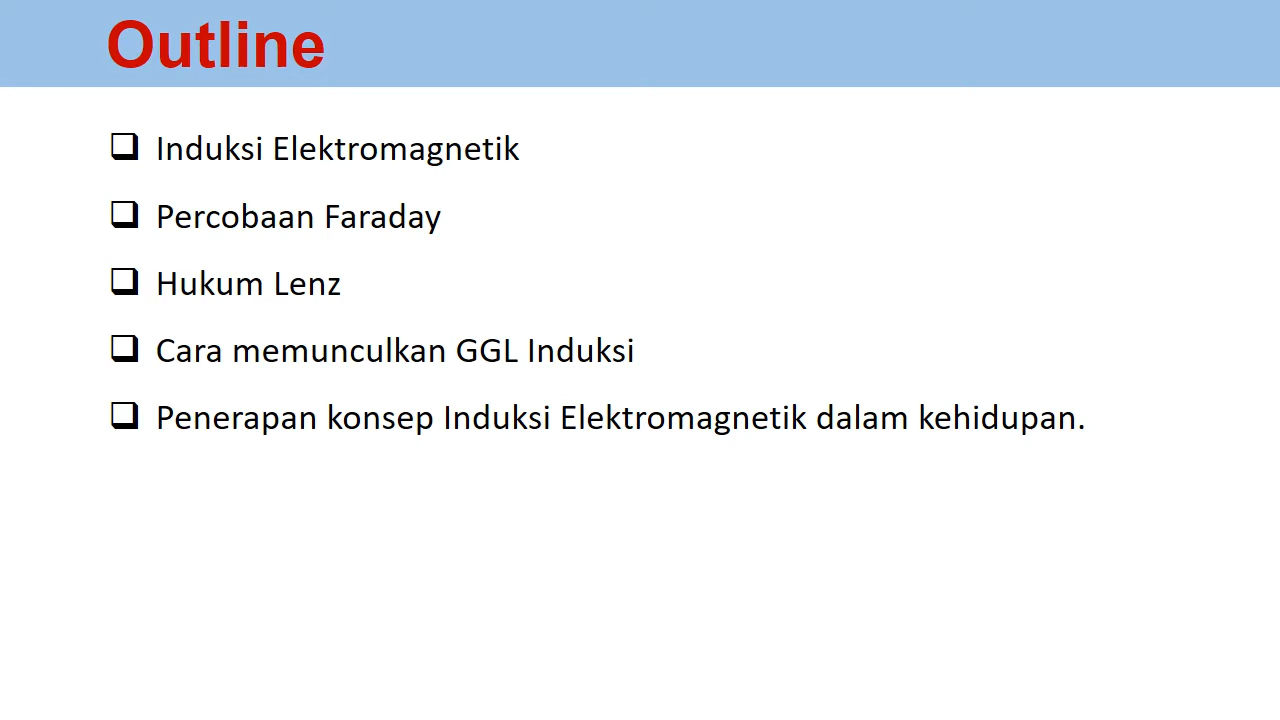 Outline
❑ Induksi Elektromagnetik
❑ Percobaan Faraday
❑ Hukum Lenz
❑ Cara memunculkan GGL Induksi
❑ Penerapan konsep Induksi Elektromagnetik dalam kehidupan.